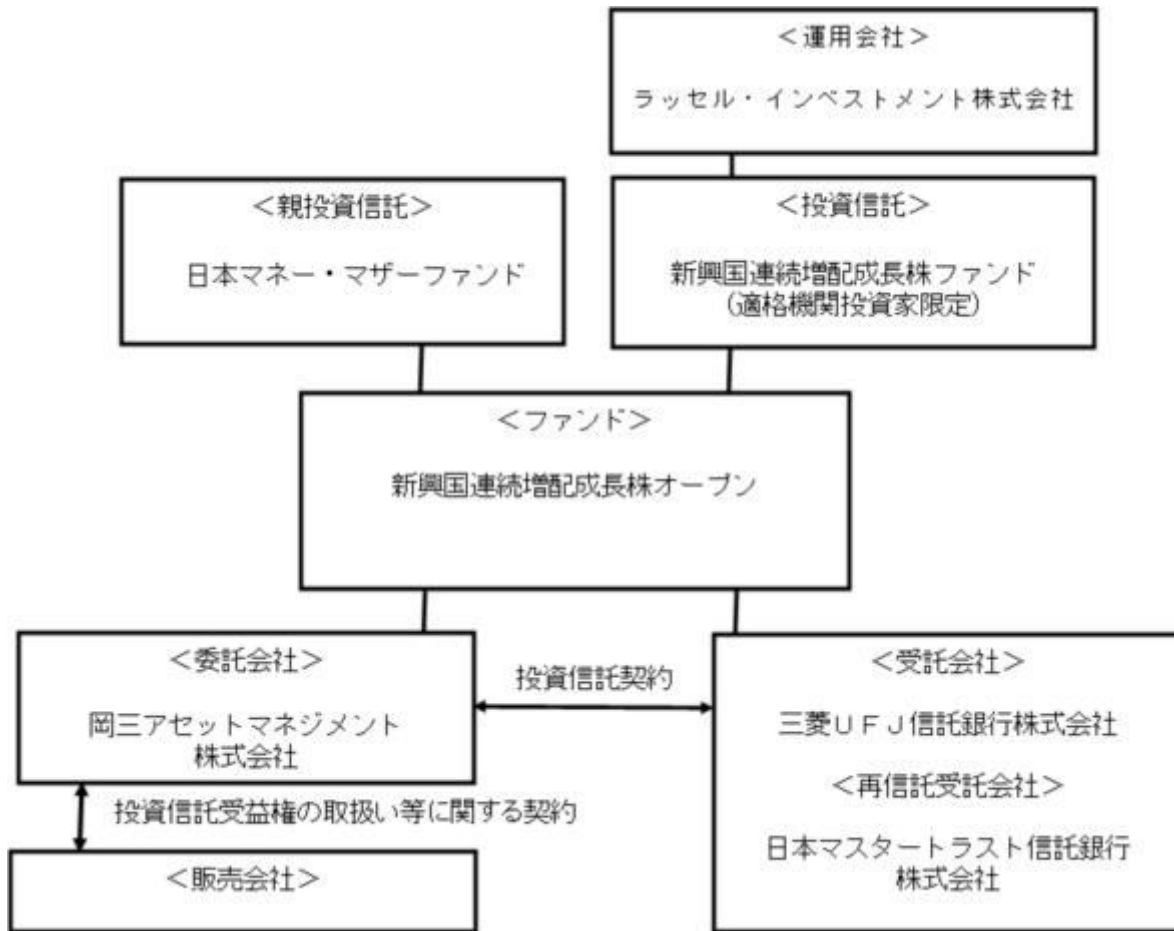 ＜運用会社＞
ラッセル・インベストメント株式会社
＜親投資信託＞
日本マネー・マザーファンド
＜投資信託＞
新興国連続増配成長株ファンド
(適格機関投資家限定)
＜ファンド＞
新興国連続増配成長株オープン
＜委託会社＞
岡三アセットマネジメント
株式会社
投資信託契約
＜受託会社＞
三菱ＵＦＪ信託銀行株式会社
＜再信託受託会社＞
日本マスタートラスト信託銀行
株式会社
投資信託受益権の取扱い等に関する契約
＜販売会社＞